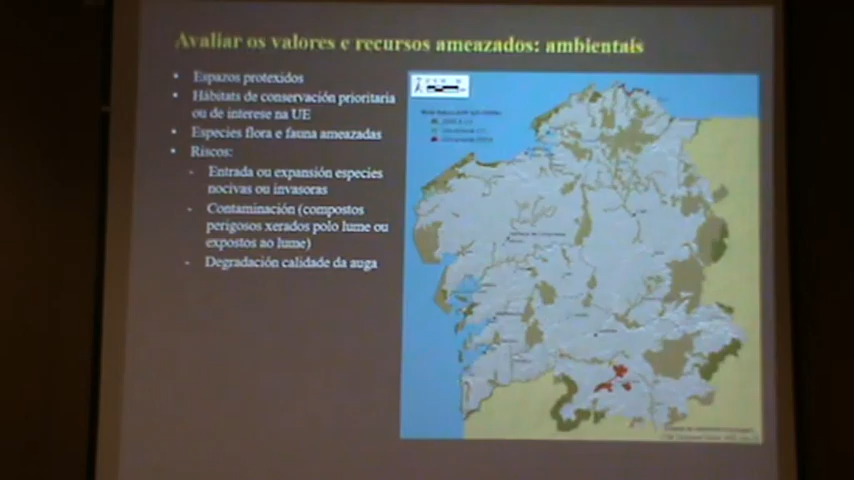 Avaliar os valores e recursos ameazados: ambientais
• Espazos protexidos
• Hábitats de conservación prioritaria
ou de interese na UE
• Especies flora e fauna ameazadas
• Riscos:
- Entrada ou expansión especies
nocivas ou invasoras
- Contaminación (compostos
perigosos xerados polo lume ou
expostos ao lume)
- Degradación calidade da auga